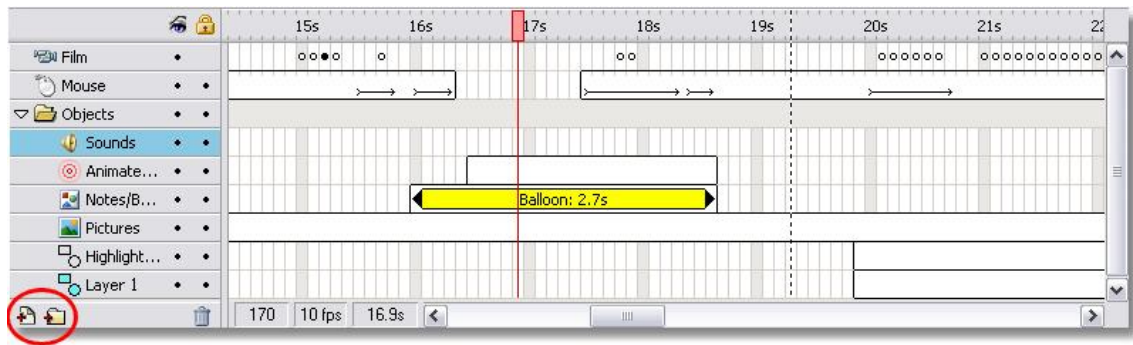 15s 16s 17s 18s 19s 20s 21s 22
Film
Mouse
Objects
Sounds
Animate...
Notes/B...
Balloon: 2.7s
Pictures
Highlight...
Layer 1
170 10 fps 16.9s